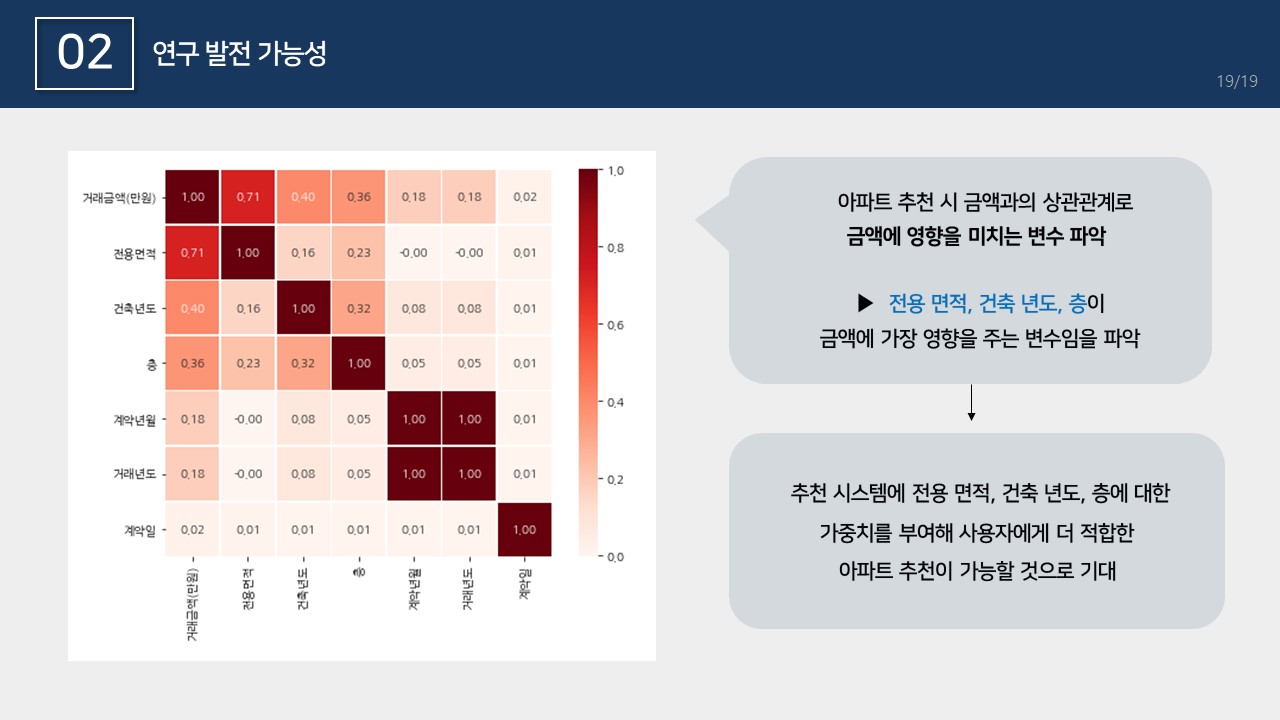 02
연구 발전 가능성
19/19
거래금액(만원) 1.00 0.71 0.40 0.36 0.18 0.18 0.02
전용면적 0.71 1.00 0.16 0.23 -0.00 -0.00 0.01
건축년도 0.40 0.16 1.00 0.32 0.08 0.08 0.01
층 0.36 0.23 0.32 1.00 0.05 0.05 0.01
계약년월 0.18 -0.00 0.08 0.05 1.00 1.00 0.01
거래년도 0.18 -0.00 0.08 0.05 1.00 1.00 0.01
계약일 0.02 0.01 0.01 0.01 0.01 0.01 1.00
거래금액(만원) 전용면적 건축년도 층 계약년월 거래년도 계약일
1.0
0.8
0.6
0.4
0.2
0.0
아파트 추천 시 금액과의 상관관계로
금액에 영향을 미치는 변수 파악
▶ 전용 면적, 건축 년도, 층이
금액에 가장 영향을 주는 변수임을 파악
추천 시스템에 전용 면적, 건축 년도, 층에 대한
가중치를 부여해 사용자에게 더 적합한
아파트 추천이 가능할 것으로 기대